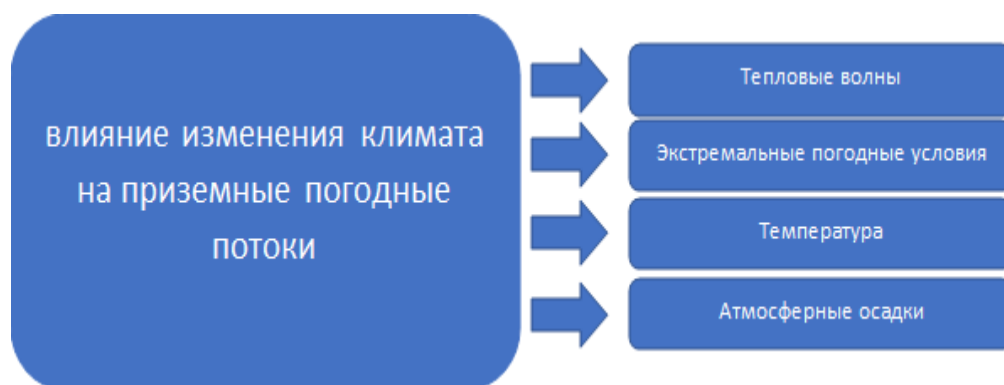 влияние изменения климата
на приземные погодные
потоки
Тепловые волны
Экстремальные погодные условия
Температура
Атмосферные осадки